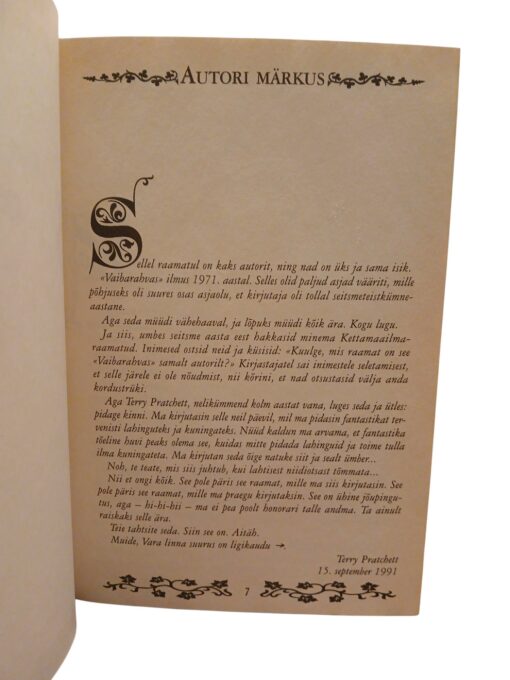 AUTORI MÄRKUS
Sellel raamatul on kaks autorit, ning nad on üks ja sama isik.
«Vaibarahvas» ilmus 1971. aastal. Selles olid paljud asjad vääriti, mille
põhjuseks oli suures osas asjaolu, et kirjutaja oli tollal seitsmeteistkümne-
aastane.
Aga seda müüdi vähehaaval, ja lõpuks müüdi kõik ära. Kogu lugu.
Ja siis, umbes seitsme aasta eest hakkasid minema Kettamaailma-
raamatud. Inimesed ostsid neid ja küsisid: «Kuulge, mis raamat on see
«Vaibarahvas» samalt autorilt?» Kirjastajatel sai inimestele seletamisest,
et selle järele ei ole nõudmist, nii kõrini, et nad otsustasid välja anda
kordustrüki.
Aga Terry Pratchett, nelikümmend kolm aastat vana, luges seda ja ütles:
pidage kinni. Ma kirjutasin selle neil päevil, mil ma pidasin fantastikat ter-
venisti lahinguteks ja kuningateks. Nüüd kaldun ma arvama, et fantastika
tõeline huvi peaks olema see, kuidas mitte pidada lahinguid ja toime tulla
ilma kuningateta. Ma kirjutan seda õige natuke siit ja sealt ümber...
Noh, te teate, mis siis juhtub, kui lahtisest niidiotsast tõmmata...
Nii et ongi kõik. See pole päris see raamat, mille ma siis kirjutasin. See
pole päris see raamat, mille ma praegu kirjutaksin. See on ühine jõupingu-
tus, aga – hi-hi-his – ma ei pea poolt honorari talle andma. Ta ainult
raiskaks selle ära.
Teie tahtsite seda. Siin see on. Aitäh.
Muide, Vara linna suurus on ligikaudu →.
Terry Pratchett
15. september 1991
7